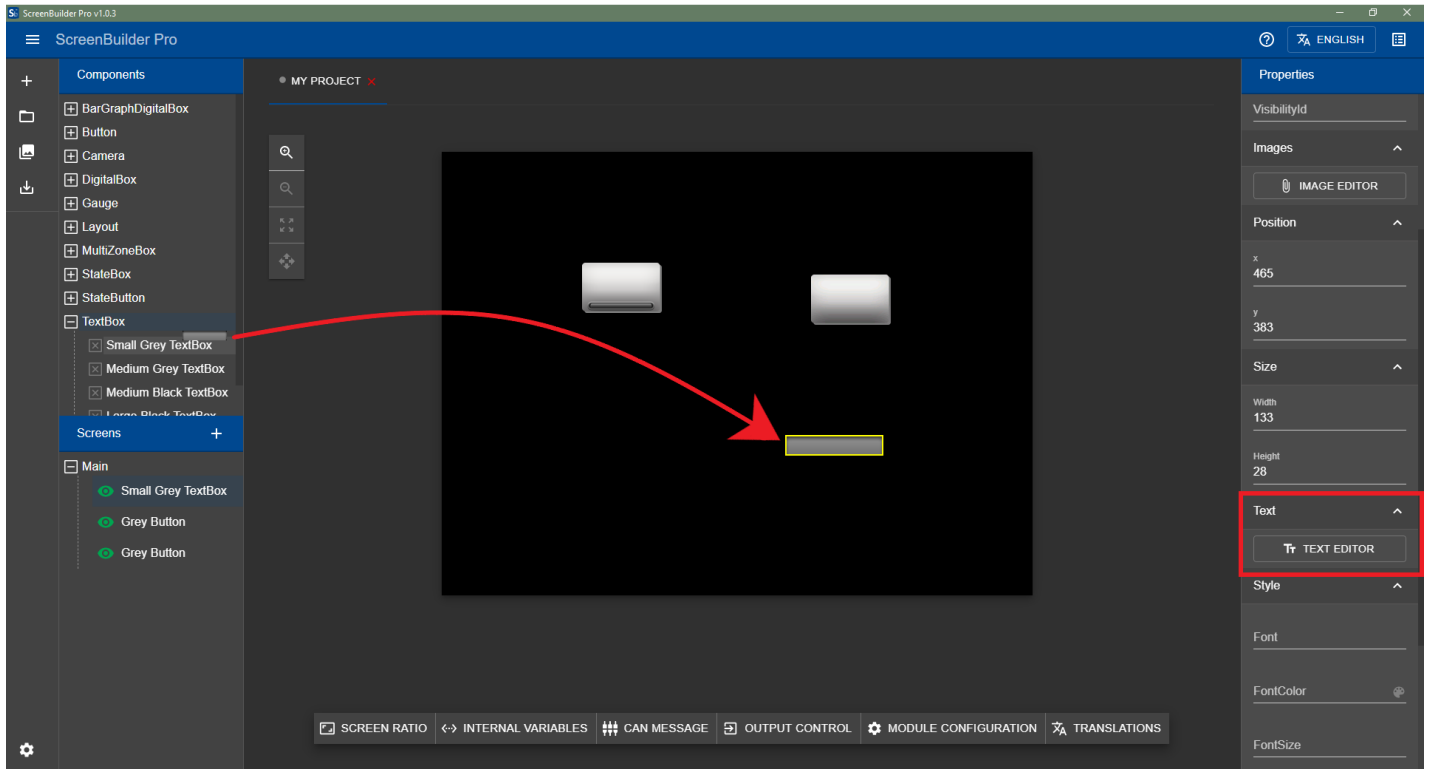 ScreenBuilder Pro v1.0.3
ScreenBuilder Pro
ENGLISH
Components
BarGraphDigitalBox
Button
Camera
DigitalBox
Gauge
Layout
MultiZoneBox
StateBox
StateButton
TextBox
Small Grey TextBox
Medium Grey TextBox
Medium Black TextBox
Large Black TextBox
Screens
Main
Small Grey TextBox
Grey Button
Grey Button
MY PROJECT
SCREEN RATIO
INTERNAL VARIABLES
CAN MESSAGE
OUTPUT CONTROL
MODULE CONFIGURATION
TRANSLATIONS
Properties
VisibilityId
Images
IMAGE EDITOR
Position
x
465
y
383
Size
Width
133
Height
28
Text
TEXT EDITOR
Style
Font
FontColor
FontSize